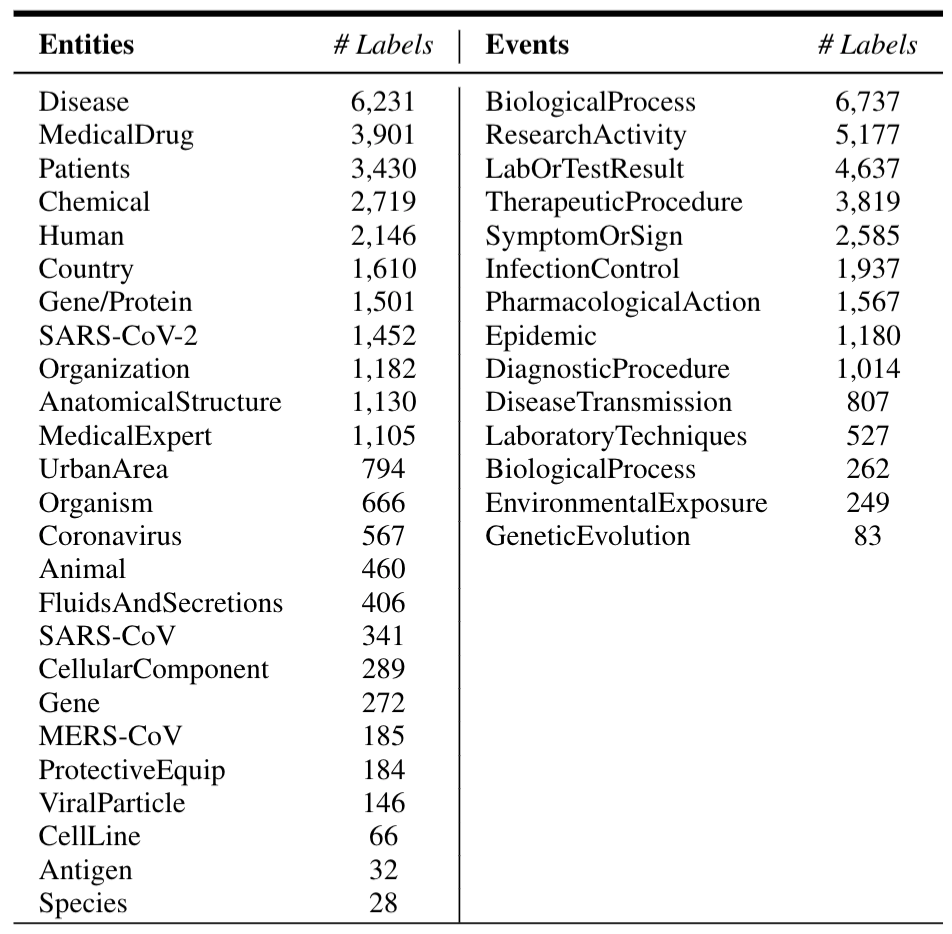 Entities # Labels Events # Labels
Disease 6,231 BiologicalProcess 6,737
MedicalDrug 3,901 ResearchActivity 5,177
Patients 3,430 LabOrTestResult 4,637
Chemical 2,719 TherapeuticProcedure 3,819
Human 2,146 SymptomOrSign 2,585
Country 1,610 InfectionControl 1,937
Gene/Protein 1,501 PharmacologicalAction 1,567
SARS-CoV-2 1,452 Epidemic 1,180
Organization 1,182 DiagnosticProcedure 1,014
AnatomicalStructure 1,130 DiseaseTransmission 807
MedicalExpert 1,105 LaboratoryTechniques 527
UrbanArea 794 BiologicalProcess 262
Organism 666 EnvironmentalExposure 249
Coronavirus 567 GeneticEvolution 83
Animal 460
FluidsAndSecretions 406
SARS-CoV 341
CellularComponent 289
Gene 272
MERS-CoV 185
ProtectiveEquip 184
ViralParticle 146
CellLine 66
Antigen 32
Species 28